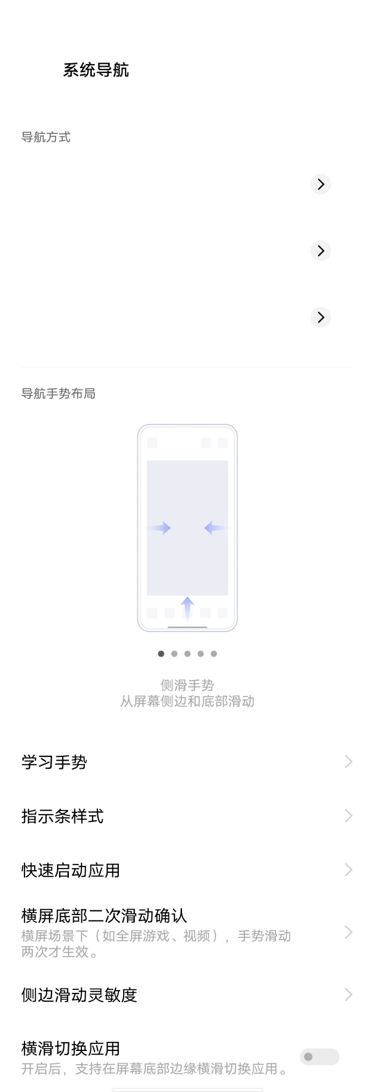 系统导航
导航方式
导航手势布局
侧滑手势
从屏幕侧边和底部滑动
学习手势
指示条样式
快速启动应用
横屏底部二次滑动确认
横屏场景下（如全屏游戏、视频），手势滑动
两次才生效。
侧边滑动灵敏度
横滑切换应用
开启后，支持在屏幕底部边缘横滑切换应用。